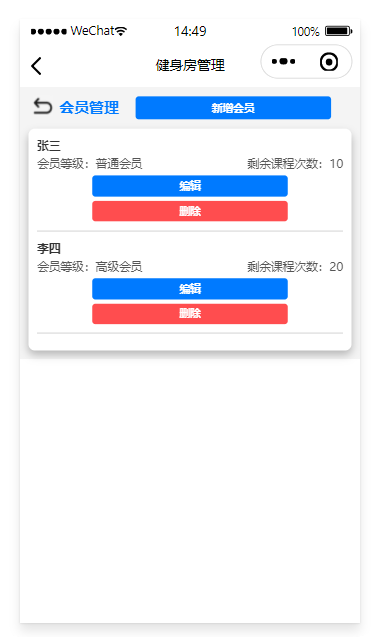 WeChat 14:49 100%
健身房管理
会员管理 新增会员
张三
会员等级：普通会员 剩余课程次数：10
编辑
删除
李四
会员等级：高级会员 剩余课程次数：20
编辑
删除